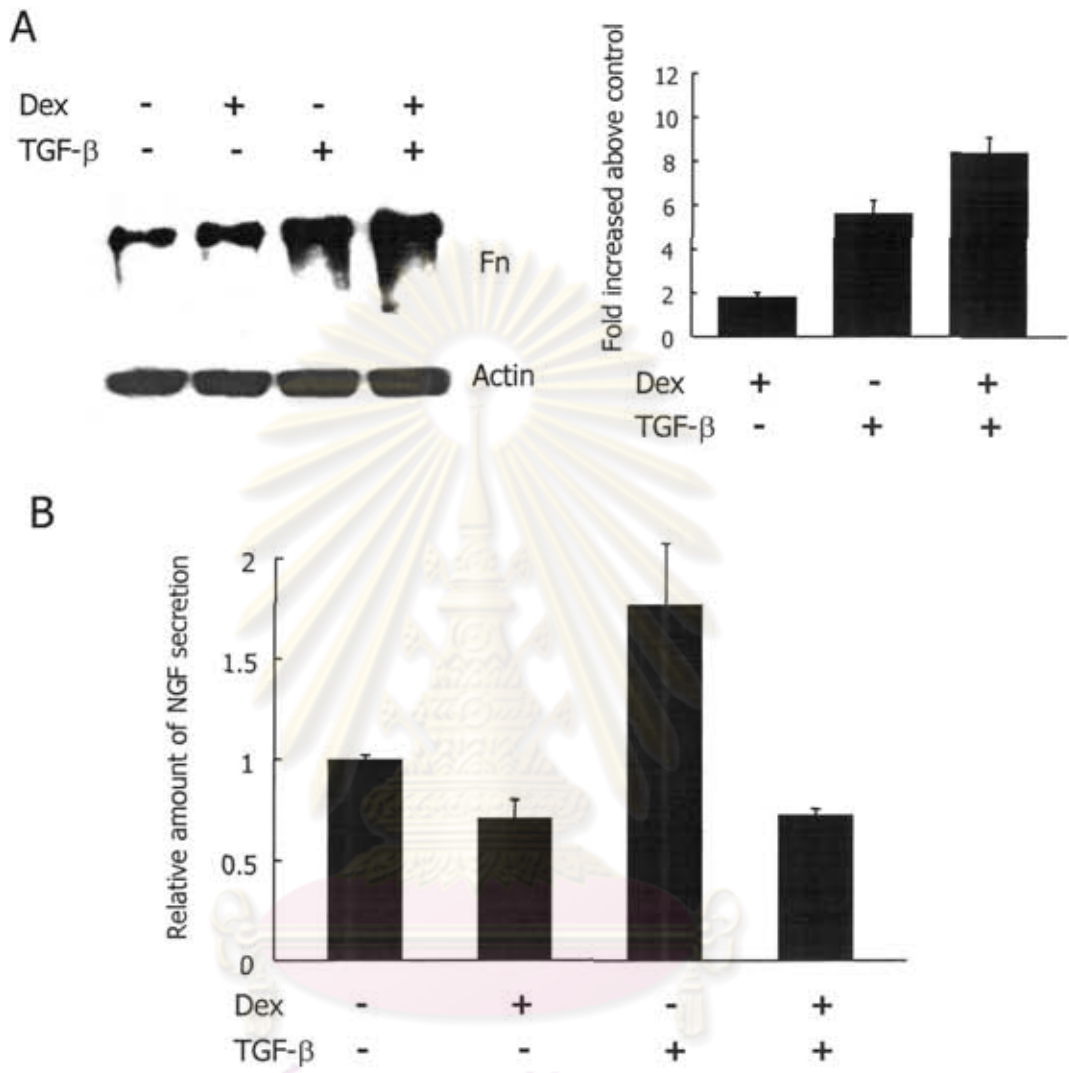 A
Dex - + - +
TGF-β - - + +
Fn
Actin
Fold increased above control
12
10
8
6
4
2
0
Dex + - +
TGF-β - + +
B
Relative amount of NGF secretion
2
1.5
1
0.5
0
Dex - + - +
TGF-β - - + +